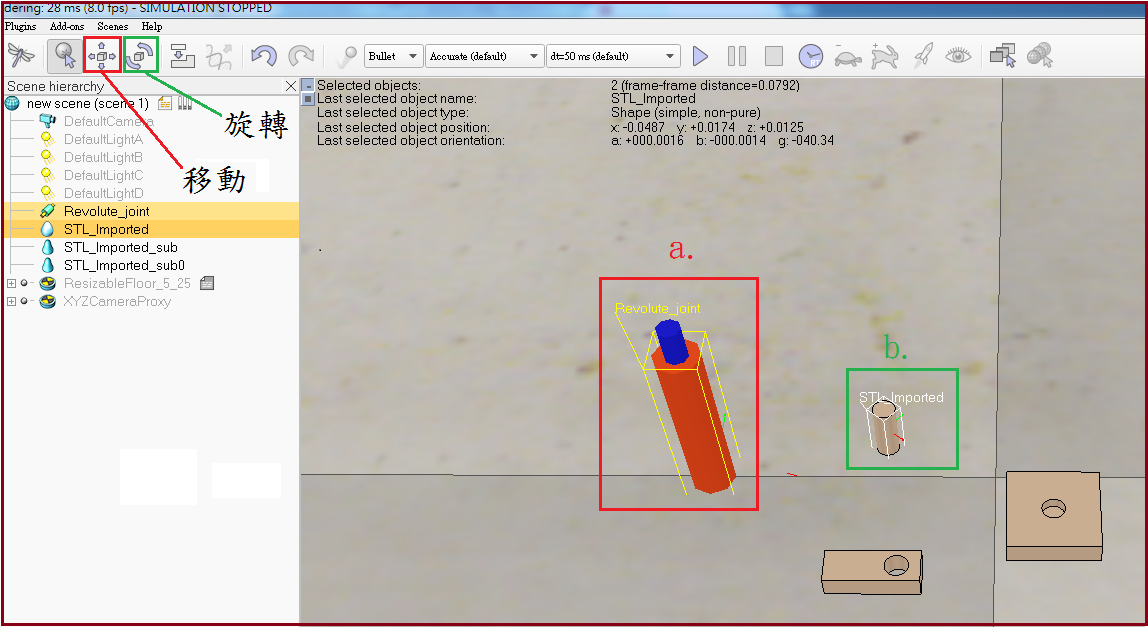 dering: 28 ms (8.0 fps) - SIMULATION STOPPED
Plugins Add-ons Scenes Help
Bullet Accurate (default) dt=50 ms (default) RT
Scene hierarchy
new scene (scene 1)
DefaultCamera
DefaultLightA
DefaultLightB
DefaultLightC
DefaultLightD
Revolute_joint
STL_Imported
STL_Imported_sub
STL_Imported_sub0
ResizableFloor_5_25
XYZCameraProxy
旋轉
移動
Selected objects: 2 (frame-frame distance=0.0792)
Last selected object name: STL_Imported
Last selected object type: Shape (simple, non-pure)
Last selected object position: x: -0.0487 y: +0.0174 z: +0.0125
Last selected object orientation: a: +000.0016 b: -000.0014 g: -040.34
a.
Revolute_joint
b.
STL_Imported